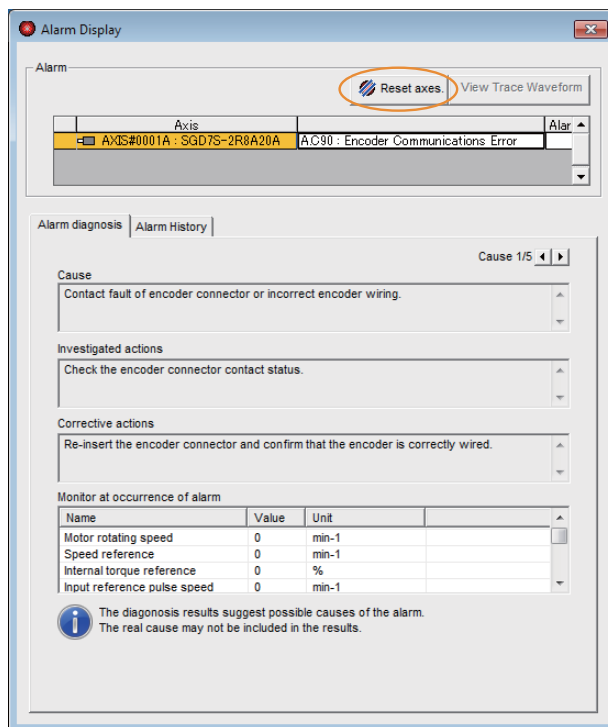 Alarm Display
Alarm
Reset axes.
View Trace Waveform
Axis
Alar
AXIS#0001A : SGD7S-2R8A20A
A.C90 : Encoder Communications Error
Alarm diagnosis
Alarm History
Cause 1/5
Cause
Contact fault of encoder connector or incorrect encoder wiring.
Investigated actions
Check the encoder connector contact status.
Corrective actions
Re-insert the encoder connector and confirm that the encoder is correctly wired.
Monitor at occurrence of alarm
Name Value Unit
Motor rotating speed 0 min-1
Speed reference 0 min-1
Internal torque reference 0 %
Input reference pulse speed 0 min-1
The diagonosis results suggest possible causes of the alarm.
The real cause may not be included in the results.